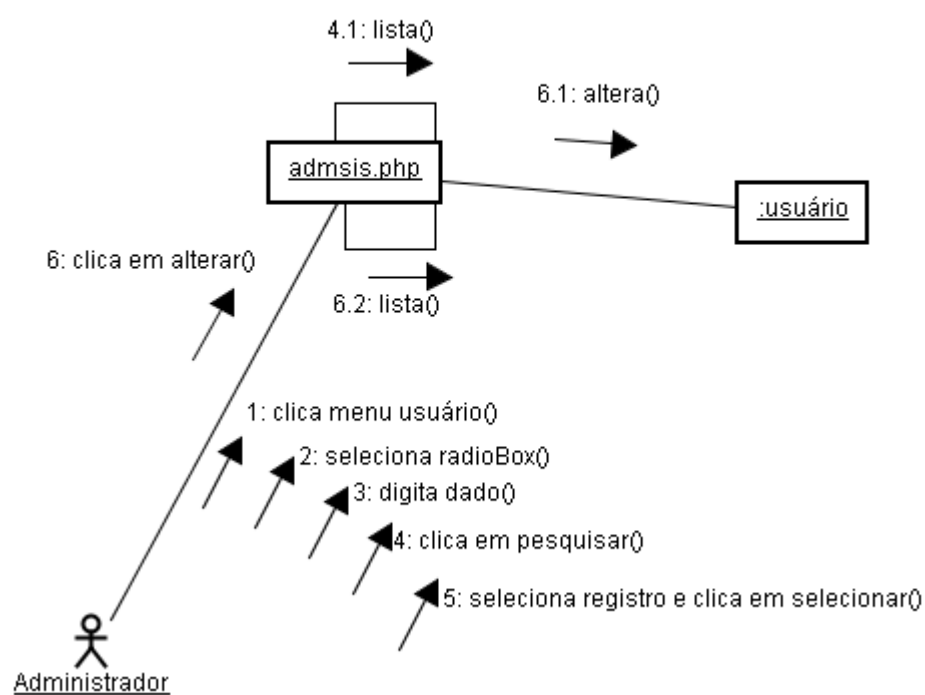 4.1: lista()
6.1: altera()
admsis.php
:usuário
6: clica em alterar()
6.2: lista()
1: clica menu usuário()
2: seleciona radioBox()
3: digita dado()
4: clica em pesquisar()
5: seleciona registro e clica em selecionar()
Administrador